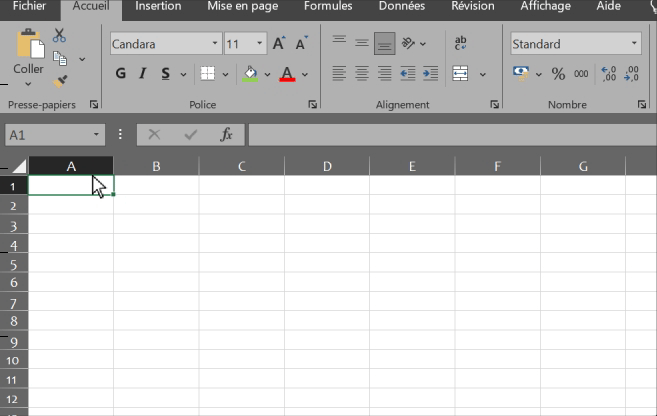 Fichier Accueil Insertion Mise en page Formules Données Révision Affichage Aide
Coller
Candara 11 A A
ab
c
Standard
G I S A
% 000 ,0 ,00 ,00 ,0
Presse-papiers Police Alignement Nombre
A1 fx
A B C D E F G
1
2
3
4
5
6
7
8
9
10
11
12